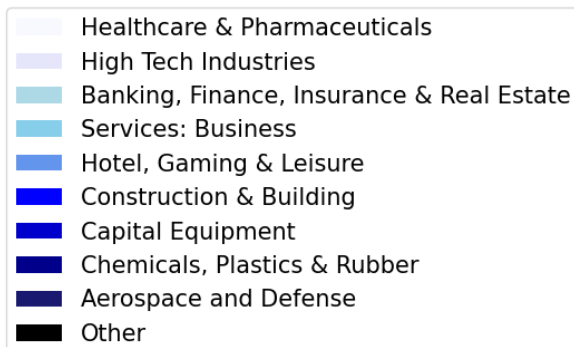 Healthcare & Pharmaceuticals
High Tech Industries
Banking, Finance, Insurance & Real Estate
Services: Business
Hotel, Gaming & Leisure
Construction & Building
Capital Equipment
Chemicals, Plastics & Rubber
Aerospace and Defense
Other